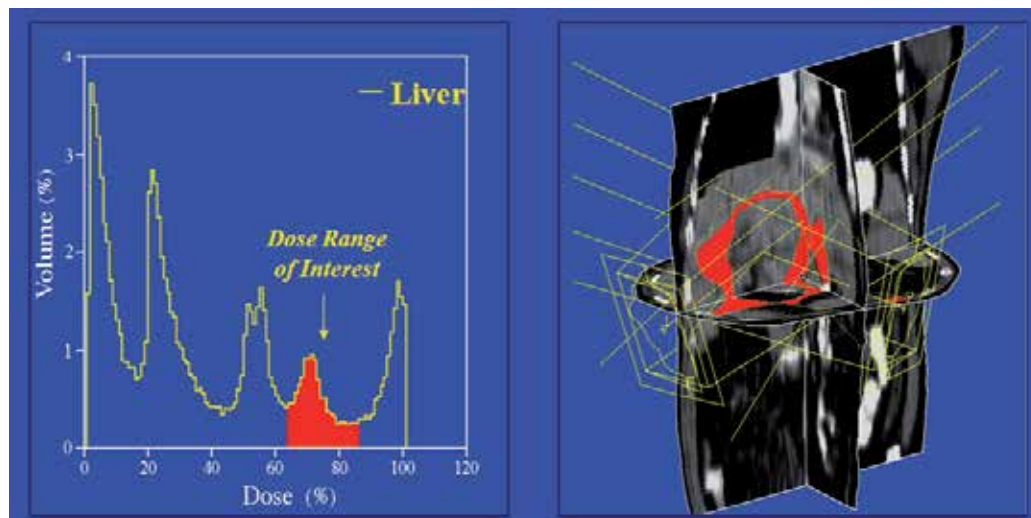 4
3
2
1
0
Volume (%)
Liver
Dose Range
of Interest
0 20 40 60 80 100 120
Dose (%)